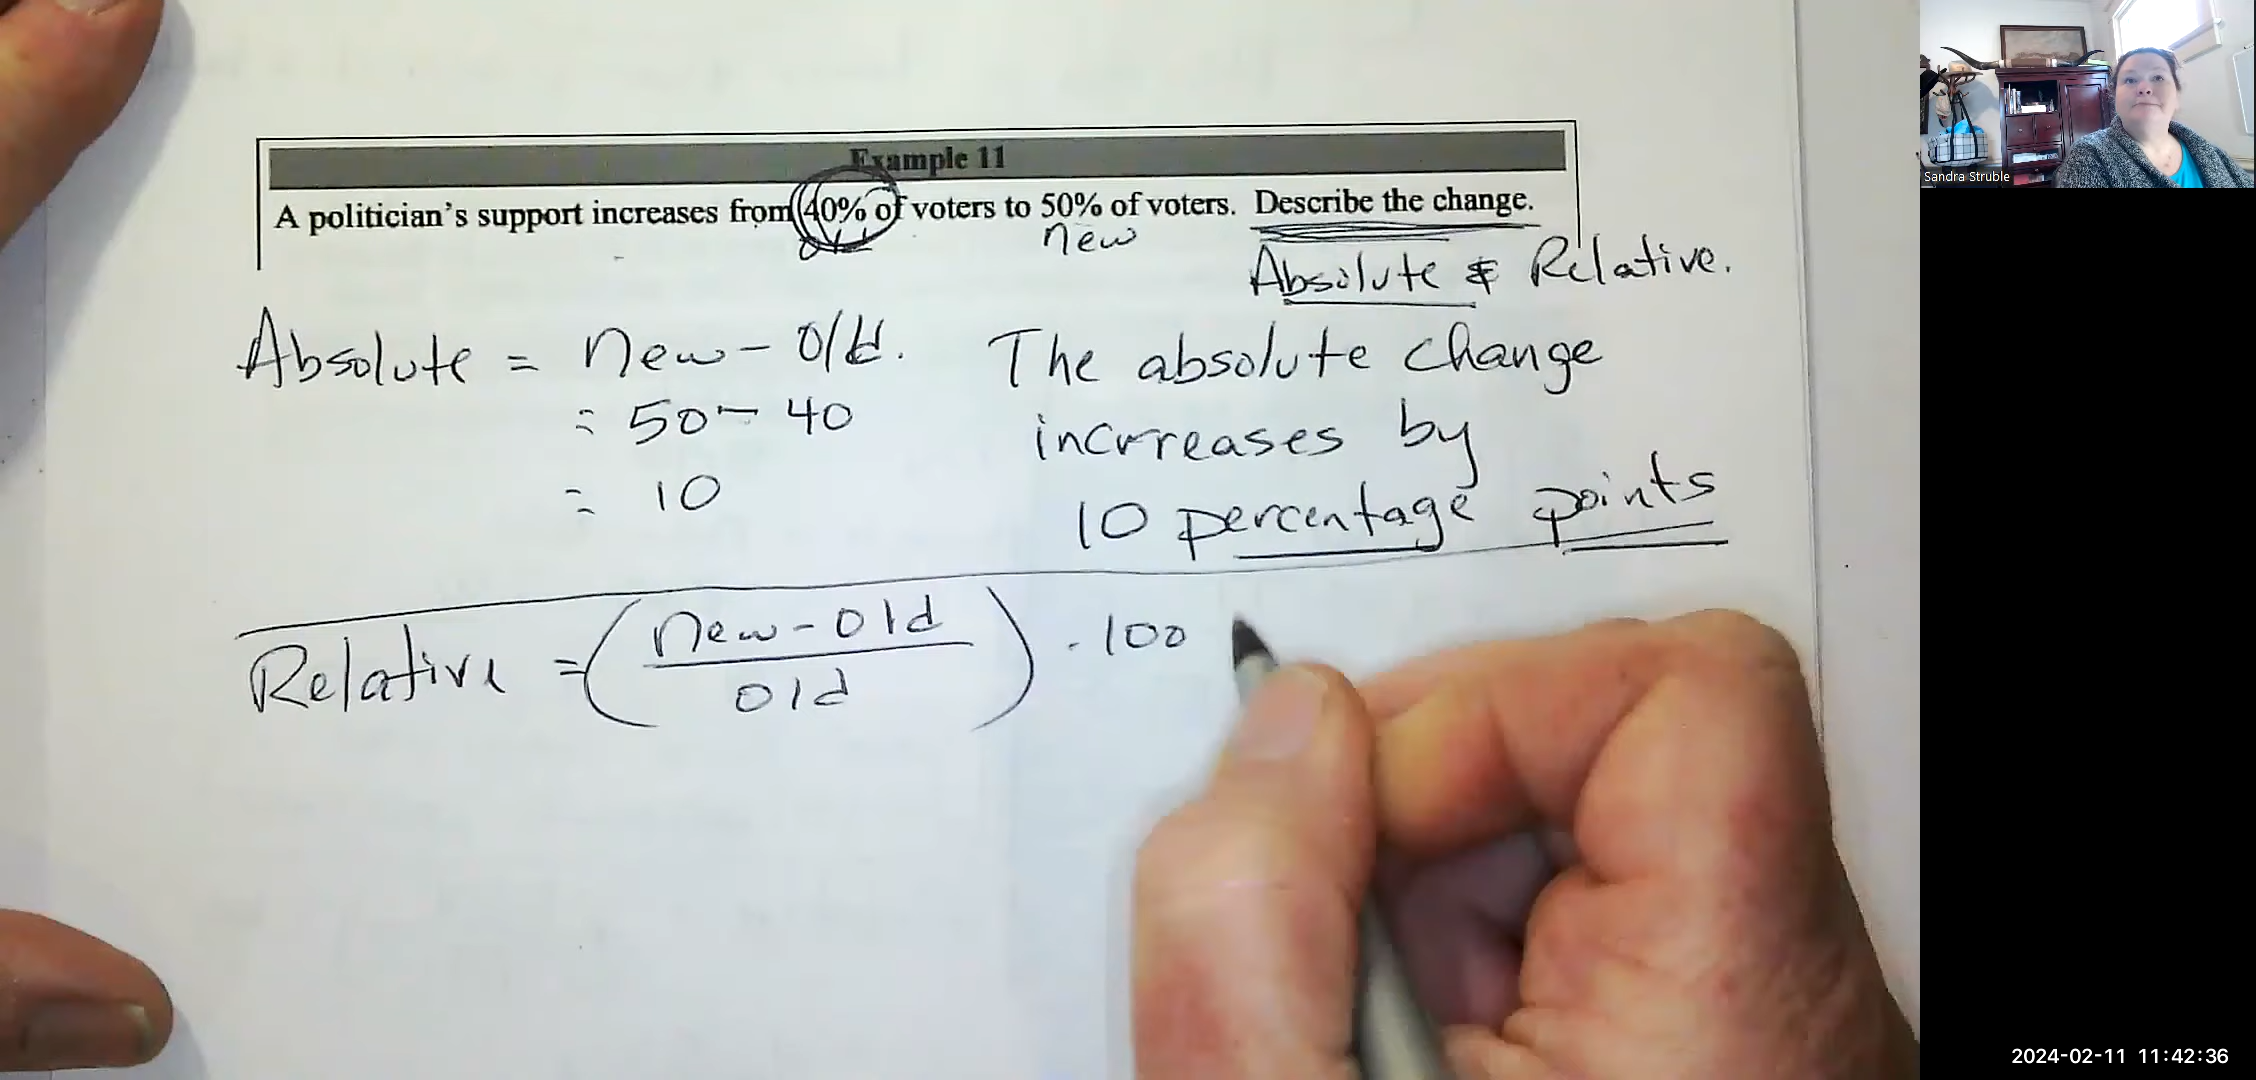 Example 11
A politician's support increases from 40% of voters to 50% of voters. Describe the change.
old new
Absolute & Relative.
Absolute = new - old.
= 50 - 40
= 10
The absolute change
incrreases by
10 percentage points
Relative = (new - old / old) · 100
Sandra Struble
2024-02-11 11:42:36